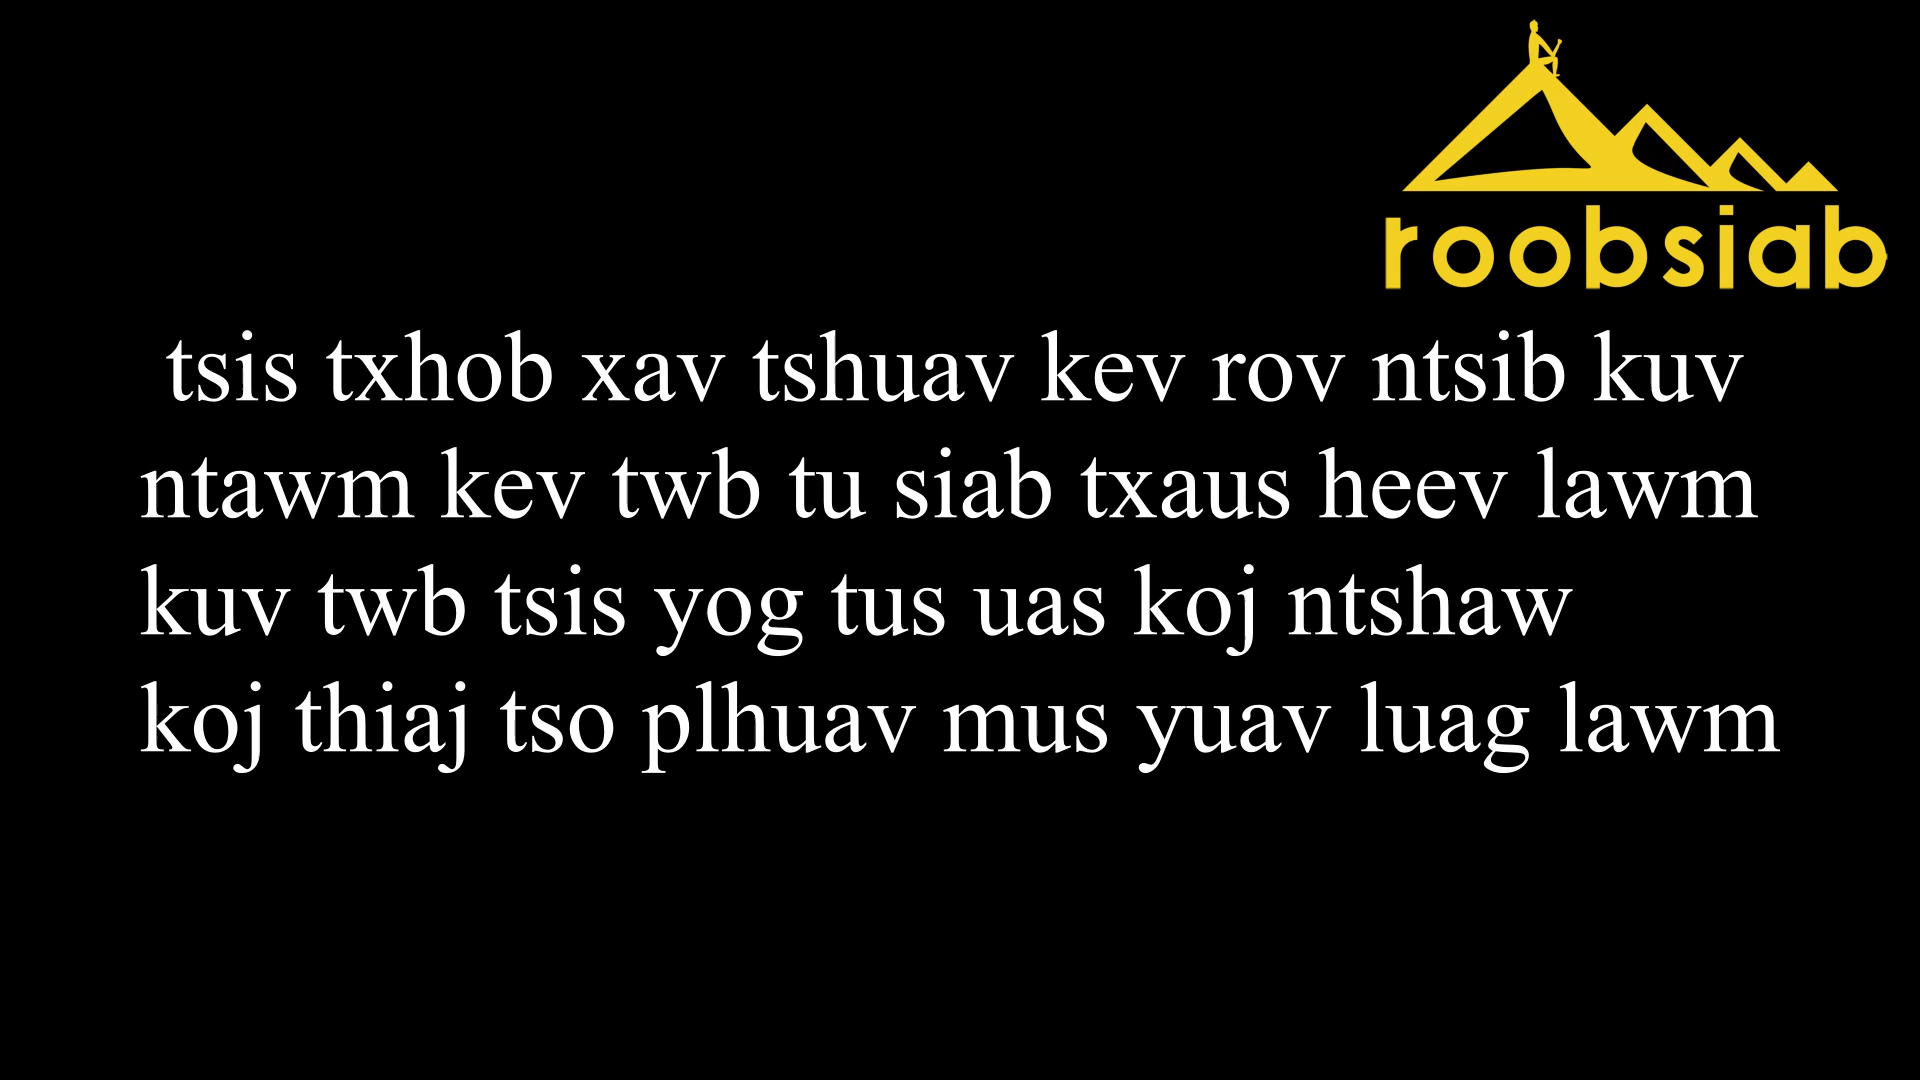 roobsiab
tsis txhob xav tshuav kev rov ntsib kuv
ntawm kev twb tu siab txaus heev lawm
kuv twb tsis yog tus uas koj ntshaw
koj thiaj tso plhuav mus yuav luag lawm